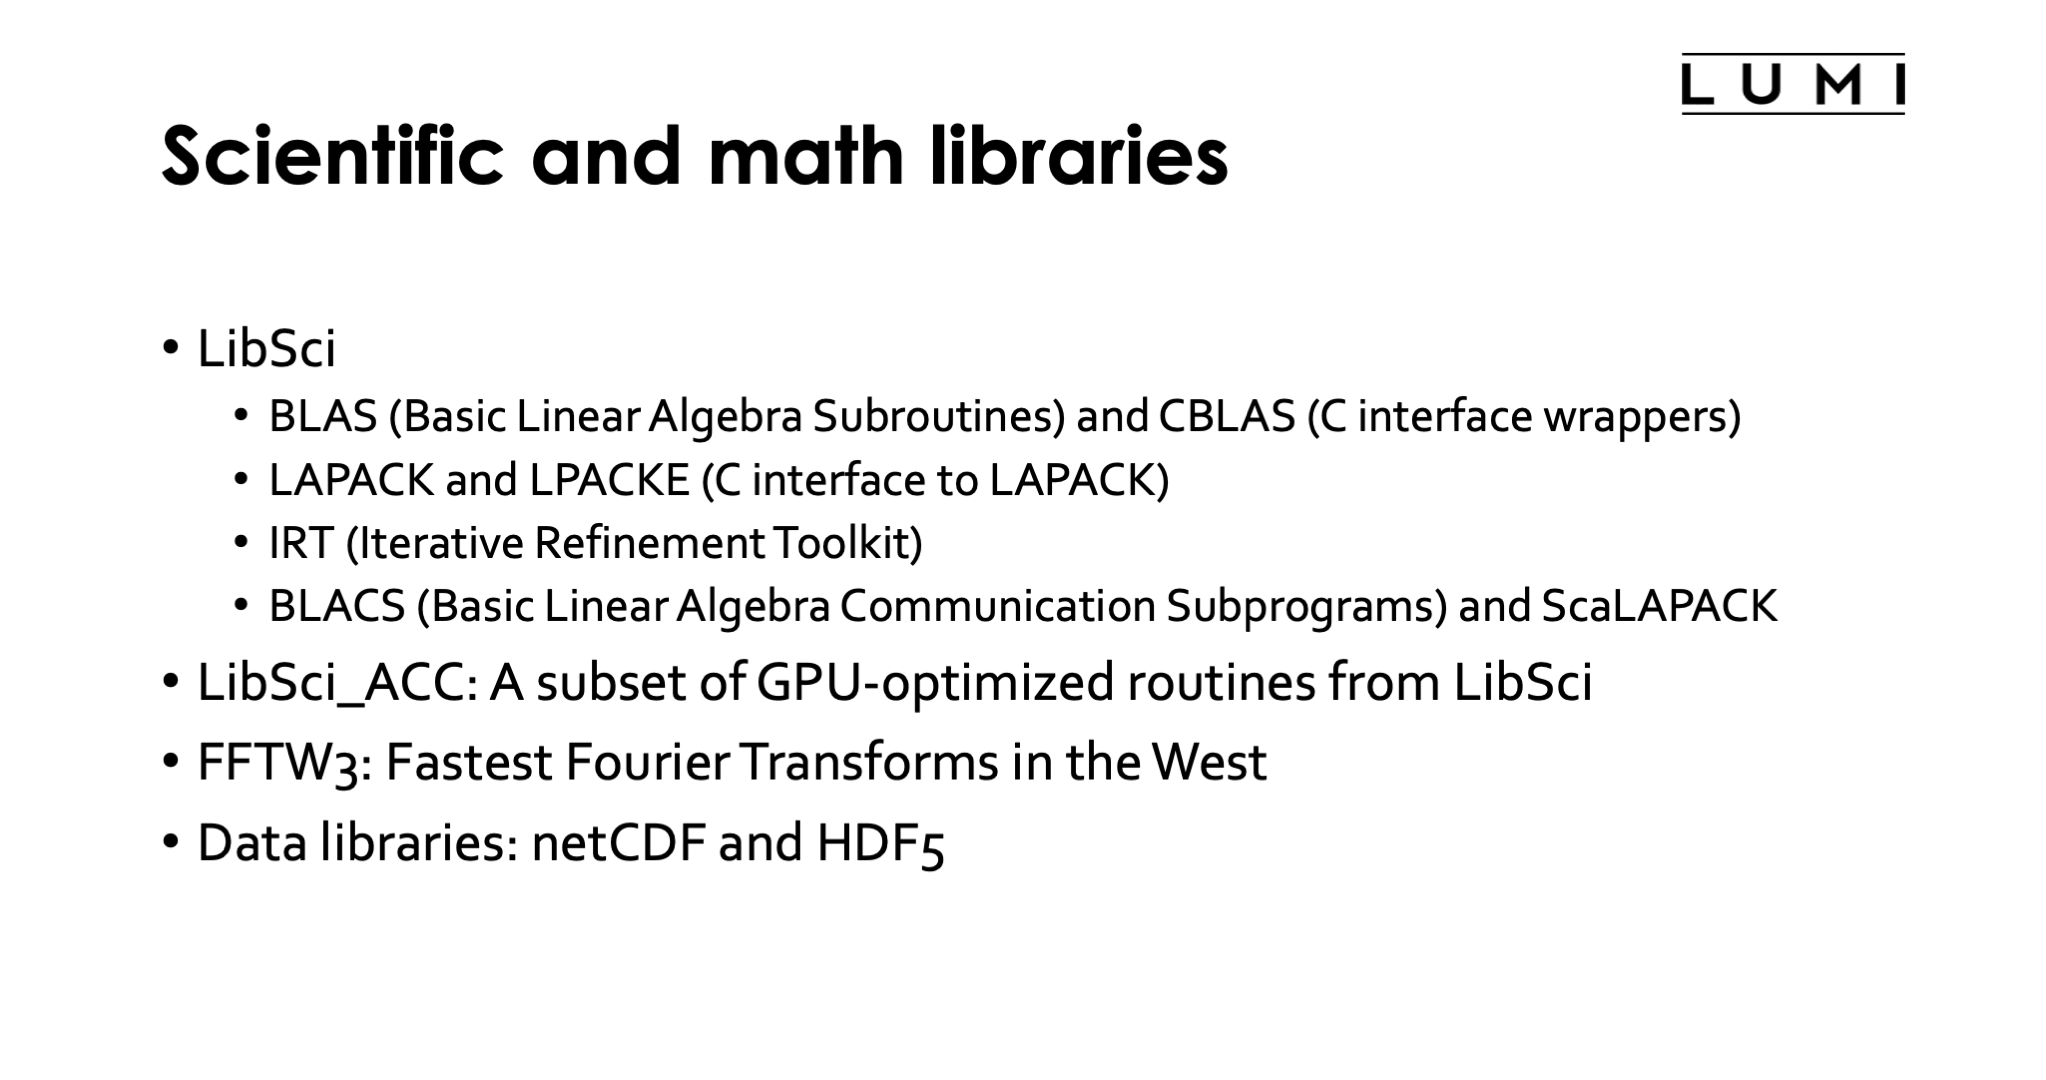 LUMI
Scientific and math libraries
• LibSci
• BLAS (Basic Linear Algebra Subroutines) and CBLAS (C interface wrappers)
• LAPACK and LPACKE (C interface to LAPACK)
• IRT (Iterative Refinement Toolkit)
• BLACS (Basic Linear Algebra Communication Subprograms) and ScaLAPACK
• LibSci_ACC: A subset of GPU-optimized routines from LibSci
• FFTW3: Fastest Fourier Transforms in the West
• Data libraries: netCDF and HDF5